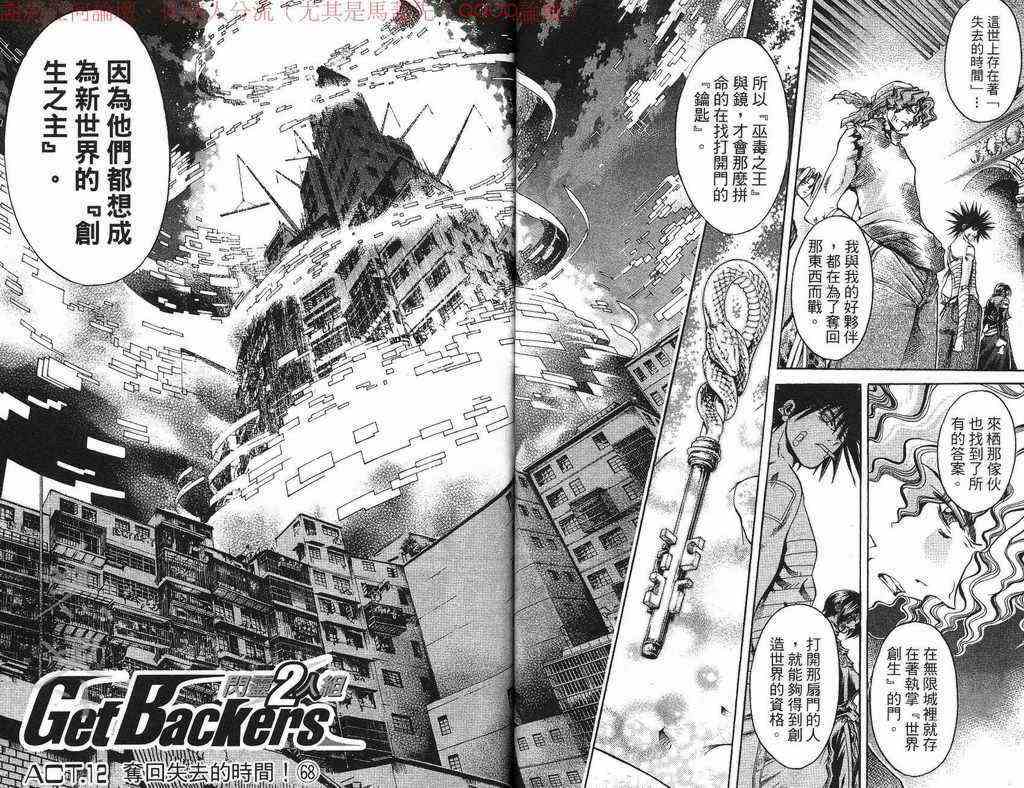 這世上存在著「
失去的時間」…
我與我的好夥伴
，都在為了奪回
那東西而戰。
來栖那傢伙
也找到了所
有的答案
在無限城裡就存
在著執掌『世界
創生』的門
打開那扇門的人
，就能夠得到創
造世界的資格
所以『巫毒之王』
與鏡，才會那麼拼
命的在找打開門的
『鑰匙』。
因為他們都想成
為新世界的『創
生之主』。
閃靈2人組
GetBackers
ACT.12 奪回失去的時間！68